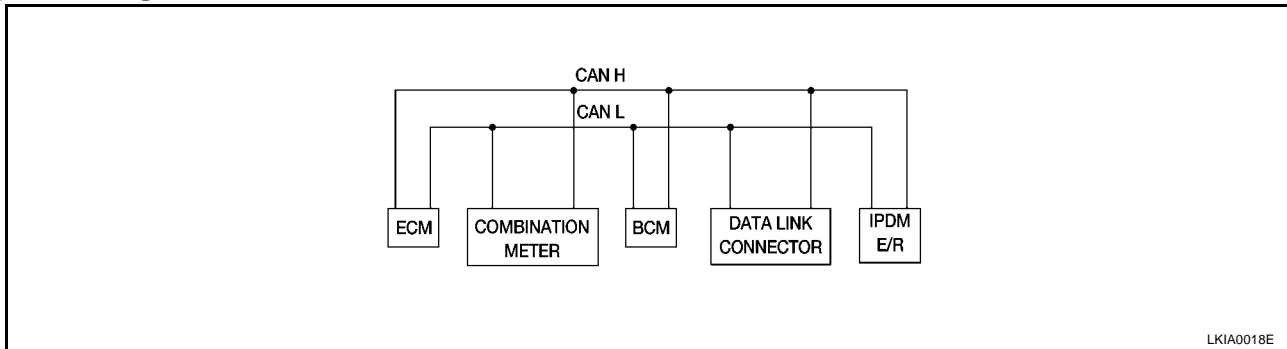 CAN H
CAN L
ECM
COMBINATION
METER
BCM
DATA LINK
CONNECTOR
IPDM
E/R
LKIA0018E